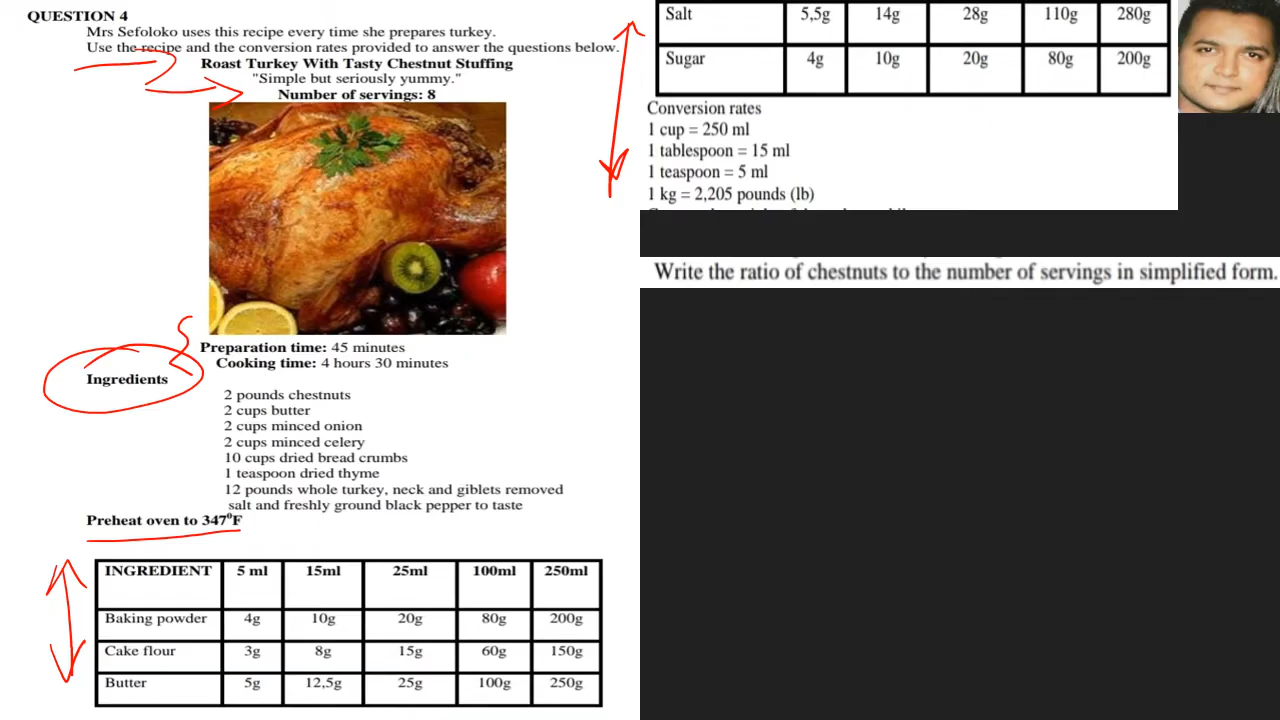 QUESTION 4
Mrs Sefoloko uses this recipe every time she prepares turkey.
Use the recipe and the conversion rates provided to answer the questions below.
Roast Turkey With Tasty Chestnut Stuffing
"Simple but seriously yummy."
Number of servings: 8
Preparation time: 45 minutes
Cooking time: 4 hours 30 minutes
Ingredients
2 pounds chestnuts
2 cups butter
2 cups minced onion
2 cups minced celery
10 cups dried bread crumbs
1 teaspoon dried thyme
12 pounds whole turkey, neck and giblets removed
salt and freshly ground black pepper to taste
Preheat oven to 347⁰F
INGREDIENT 5 ml 15ml 25ml 100ml 250ml
Baking powder 4g 10g 20g 80g 200g
Cake flour 3g 8g 15g 60g 150g
Butter 5g 12,5g 25g 100g 250g
Salt 5,5g 14g 28g 110g 280g
Sugar 4g 10g 20g 80g 200g
Conversion rates
1 cup = 250 ml
1 tablespoon = 15 ml
1 teaspoon = 5 ml
1 kg = 2,205 pounds (lb)
Write the ratio of chestnuts to the number of servings in simplified form.